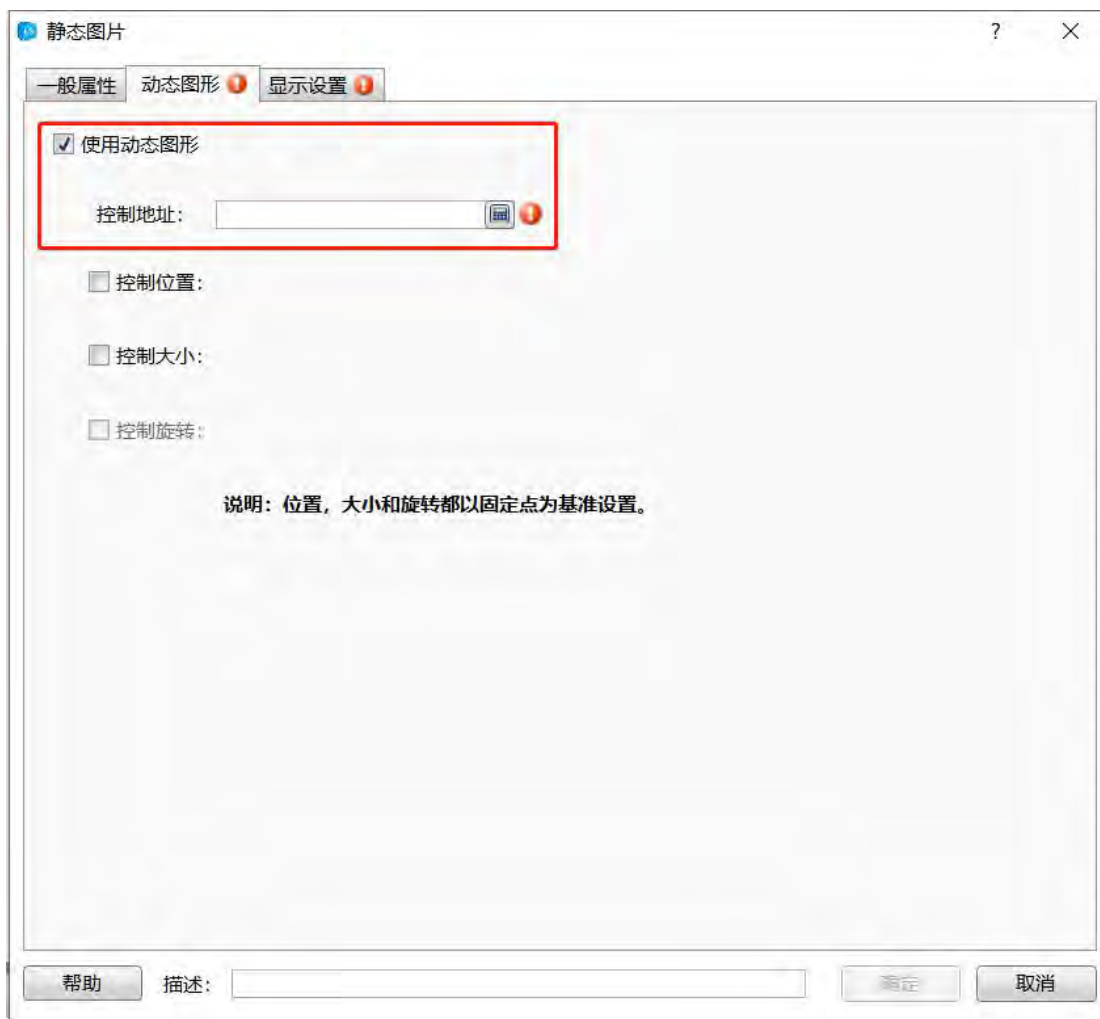 静态图片
?
一般属性 动态图形 显示设置
使用动态图形
控制地址：
控制位置：
控制大小：
控制旋转：
说明：位置，大小和旋转都以固定点为基准设置。
帮助 描述： 确定 取消